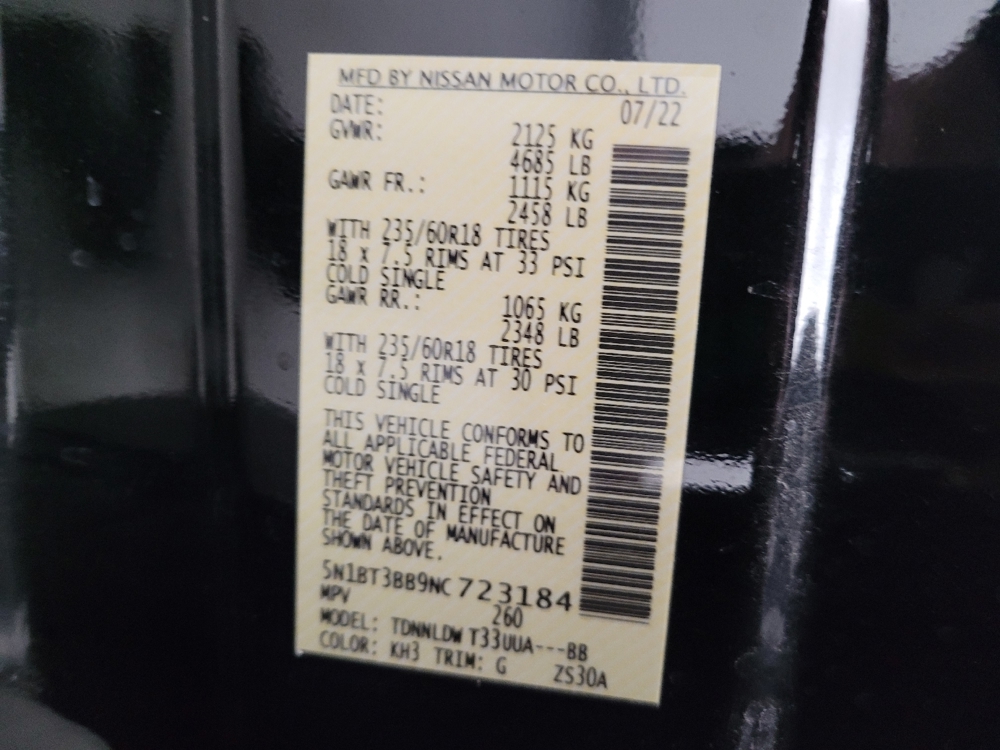 MFD BY NISSAN MOTOR CO., LTD.
DATE: 07/22
GVWR: 2125 KG
4685 LB
GAWR FR.: 1115 KG
2458 LB
WITH 235/60R18 TIRES
18 x 7.5 RIMS AT 33 PSI
COLD SINGLE
GAWR RR.: 1065 KG
2348 LB
WITH 235/60R18 TIRES
18 x 7.5 RIMS AT 30 PSI
COLD SINGLE
THIS VEHICLE CONFORMS TO
ALL APPLICABLE FEDERAL
MOTOR VEHICLE SAFETY AND
THEFT PREVENTION
STANDARDS IN EFFECT ON
THE DATE OF MANUFACTURE
SHOWN ABOVE.
5N1BT3BB9NC 723184
MPV 260
MODEL: TDNNLDW T33UUA---BB
COLOR: KH3 TRIM: G ZS30A